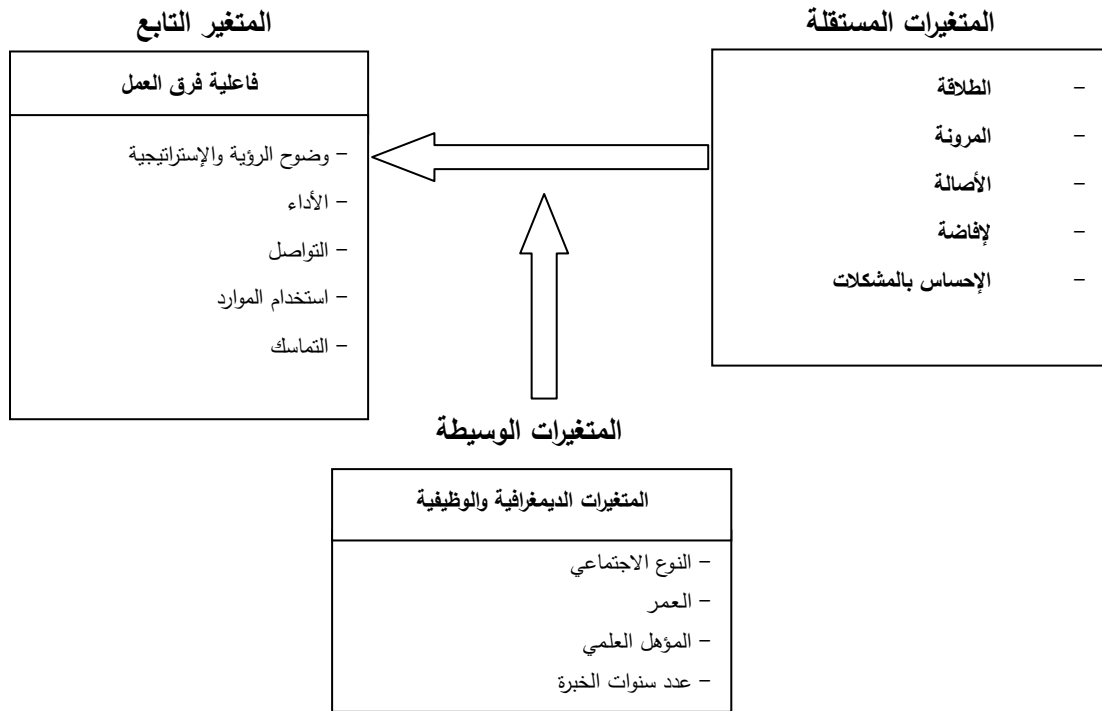 المتغيرات المستقلة
- الطلاقة
- المرونة
- الأصالة
- لإفاضة
- الإحساس بالمشكلات
المتغير التابع
فاعلية فرق العمل
- وضوح الرؤية والإستراتيجية
- الأداء
- التواصل
- استخدام الموارد
- التماسك
المتغيرات الوسيطة
المتغيرات الديمغرافية والوظيفية
- النوع الاجتماعي
- العمر
- المؤهل العلمي
- عدد سنوات الخبرة